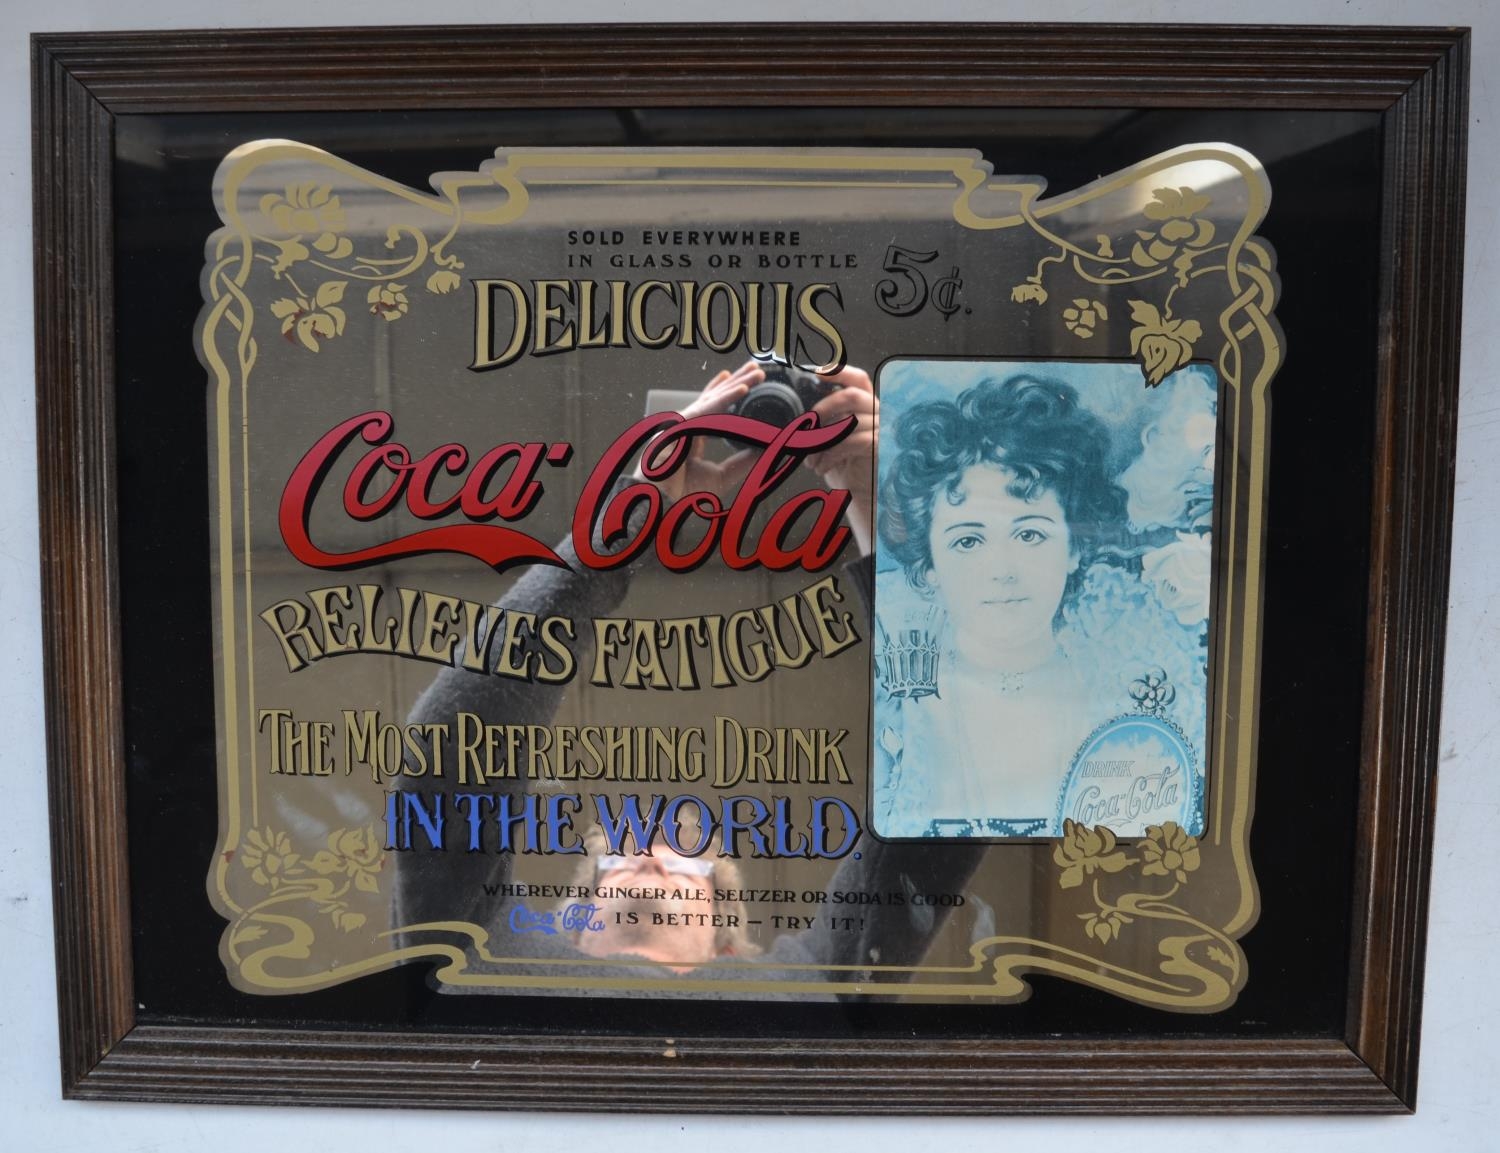 SOLD EVERYWHERE
IN GLASS OR BOTTLE
5¢.
DELICIOUS
Coca-Cola
RELIEVES FATIGUE
THE MOST REFRESHING DRINK
IN THE WORLD.
WHEREVER GINGER ALE, SELTZER OR SODA IS GOOD
Coca-Cola IS BETTER — TRY IT!
DRINK
Coca-Cola